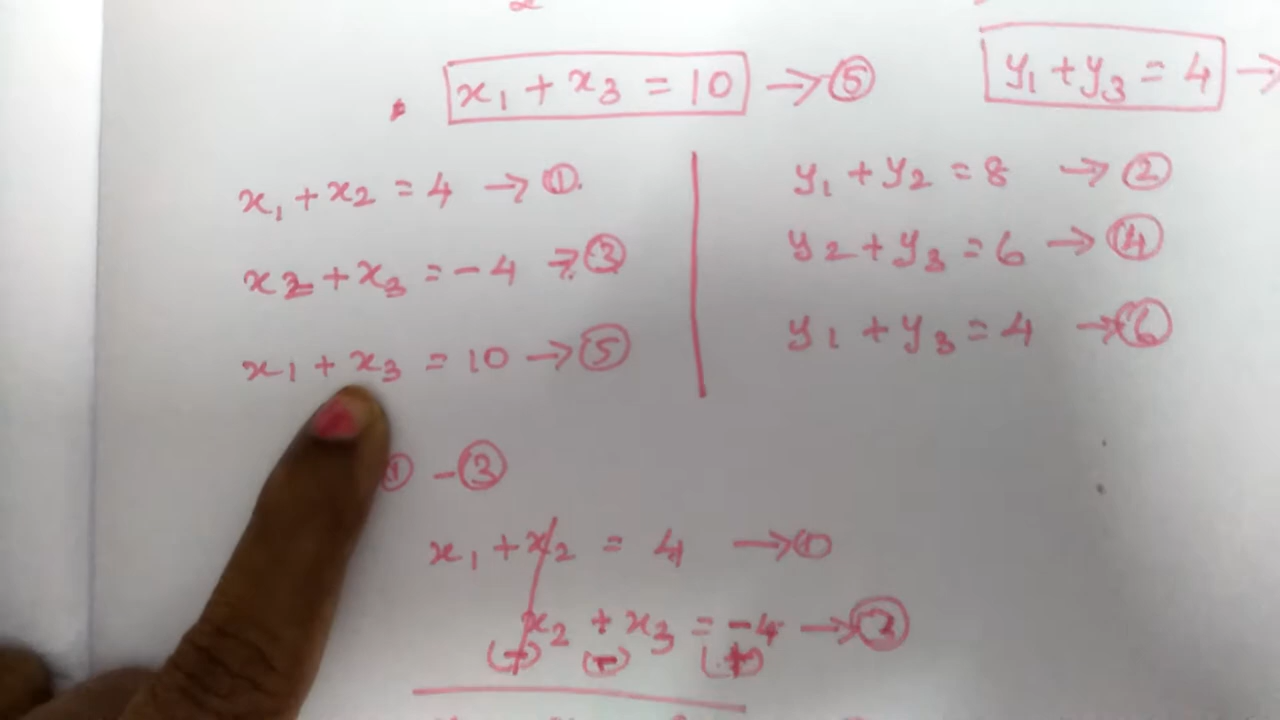 x₁ + x₃ = 10 → ⑤
y₁ + y₃ = 4 →
x₁ + x₂ = 4 → ①.
x₂ + x₃ = -4 → ③
x₁ + x₃ = 10 → ⑤
y₁ + y₂ = 8 → ②
y₂ + y₃ = 6 → ④
y₁ + y₃ = 4 → ⑥
① - ③
x₁ + x₂ = 4 → ①
x₂ + x₃ = -4 → ③
(-) (-) (+)